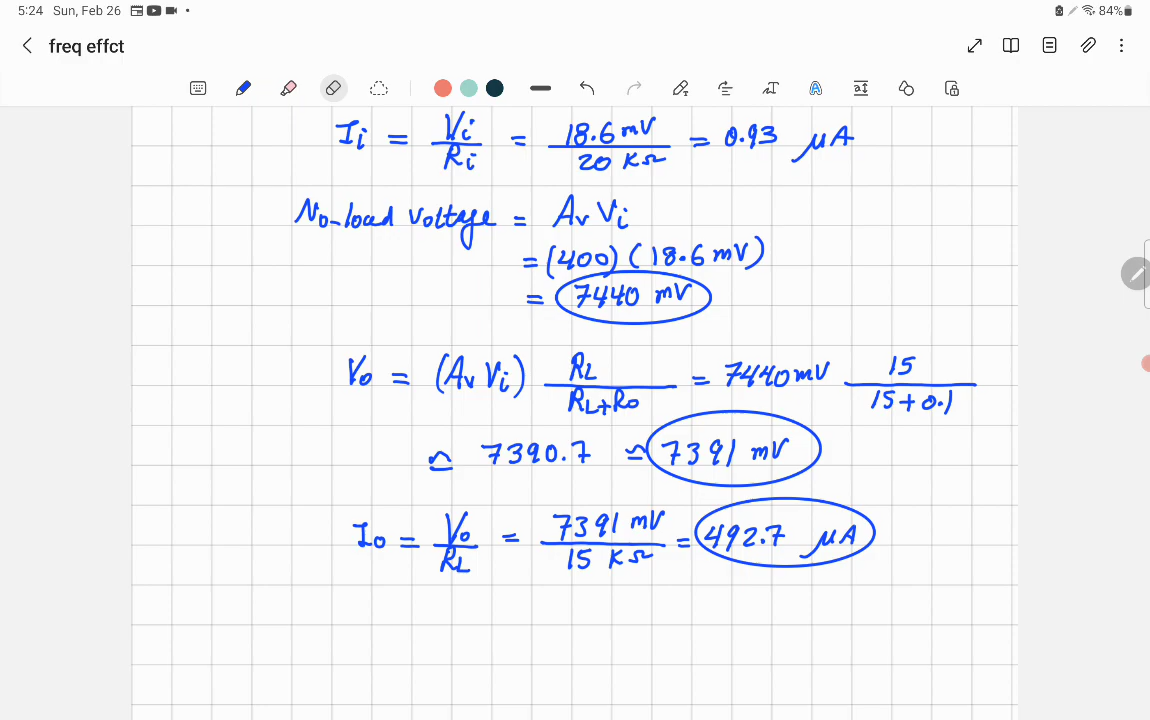 5:24 Sun, Feb 26 84%
freq effct
Ii = Vi/Ri = 18.6 mV/20 KΩ = 0.93 μA
No-load voltage = Av Vi
= (400) (18.6 mV)
= 7440 mV
Vo = (Av Vi) RL/RL+Ro = 7440 mV 15/15+0.1
≃ 7390.7 ≃ 7391 mV
Io = Vo/RL = 7391 mV/15 KΩ = 492.7 μA